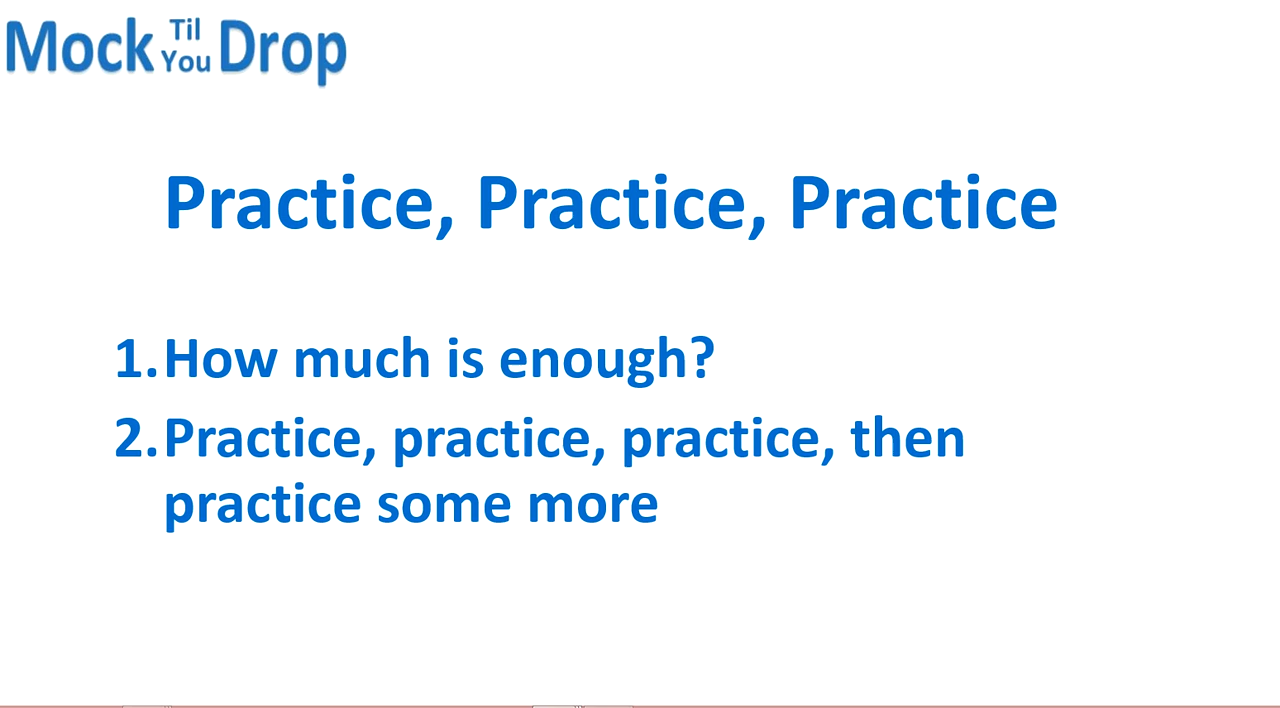 Mock Til You Drop
Practice, Practice, Practice
1. How much is enough?
2. Practice, practice, practice, then
practice some more